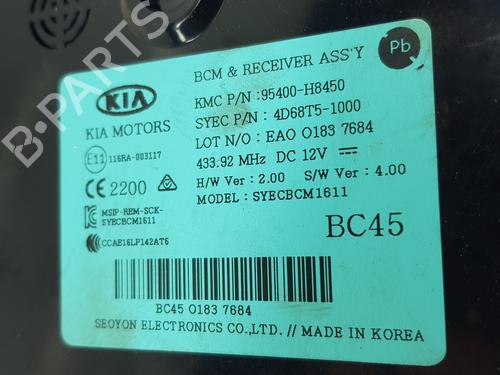 BCM & RECEIVER ASS'Y
Pb
KIA
KMC P/N :95400-H8450
KIA MOTORS
SYEC P/N : 4D68T5-1000
LOT N/O : EAO 0183 7684
E11 116RA-003117
433.92 MHz DC 12V
CE 2200
H/W Ver : 2.00 S/W Ver : 4.00
MODEL: SYECBCM1611
MSIP-REM-SCK-
SYECBCM1611
BC45
CCAE16LP142AT6
BC45 0183 7684
SEOYON ELECTRONICS CO.,LTD. // MADE IN KOREA
B-PARTS